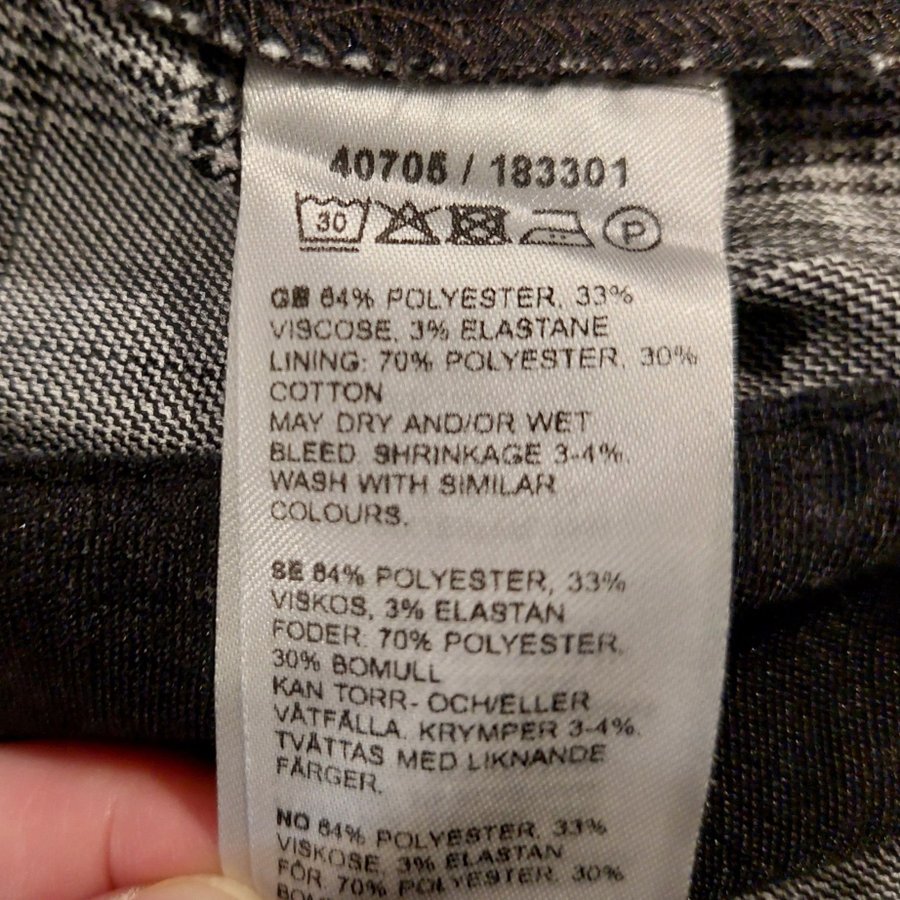 40705 / 183301
30 P
GB 64% POLYESTER, 33%
VISCOSE, 3% ELASTANE
LINING: 70% POLYESTER, 30%
COTTON
MAY DRY AND/OR WET
BLEED. SHRINKAGE 3-4%.
WASH WITH SIMILAR
COLOURS.
SE 64% POLYESTER, 33%
VISKOS, 3% ELASTAN
FODER: 70% POLYESTER,
30% BOMULL
KAN TORR- OCH/ELLER
VÅTFÄLLA. KRYMPER 3-4%.
TVÄTTAS MED LIKNANDE
FÄRGER.
NO 64% POLYESTER, 33%
VISKOSE, 3% ELASTAN
FÓR 70% POLYESTER, 30%